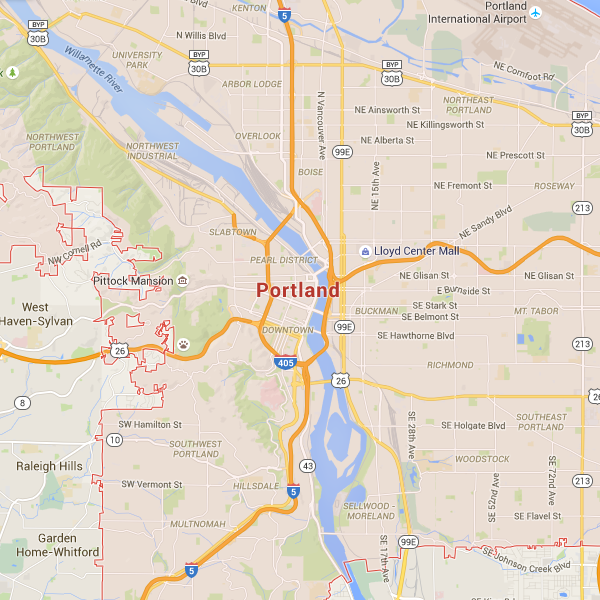 KENTON
5
Portland
International Airport
BYP
30B
N Willis Blvd
Willamette River
UNIVERSITY
PARK
BYP
30B
BYP
30B
NE Cornfoot Rd
ARBOR LODGE
N Vancouver Ave
NE Ainsworth St
NORTHEAST
PORTLAND
NE Killingsworth St
BYP
30B
OVERLOOK
NORTHWEST
PORTLAND
NORTHWEST
INDUSTRIAL
NE Alberta St
99E
NE Prescott St
BOISE
NE 15th Ave
NE Fremont St
ROSEWAY
213
SLABTOWN
NE Sandy Blvd
NW Cornell Rd
Lloyd Center Mall
PEARL DISTRICT
Pittock Mansion
Portland
NE Glisan St
NE Glisan St
E Burnside St
West
Haven-Sylvan
SE Stark St
SE Belmont St
BUCKMAN
MT. TABOR
DOWNTOWN
99E
SE Hawthorne Blvd
213
26
405
RICHMOND
26
26
8
SW Hamilton St
10
SE 28th Ave
SE Holgate Blvd
SOUTHEAST
PORTLAND
SOUTHWEST
PORTLAND
WOODSTOCK
Raleigh Hills
43
SW Vermont St
HILLSDALE
5
SE 52nd Ave
SE 72nd Ave
213
SELLWOOD -
MORELAND
SE Flavel St
MULTNOMAH
Garden
Home-Whitford
SE 17th Ave
99E
SE Johnson Creek Blvd
5